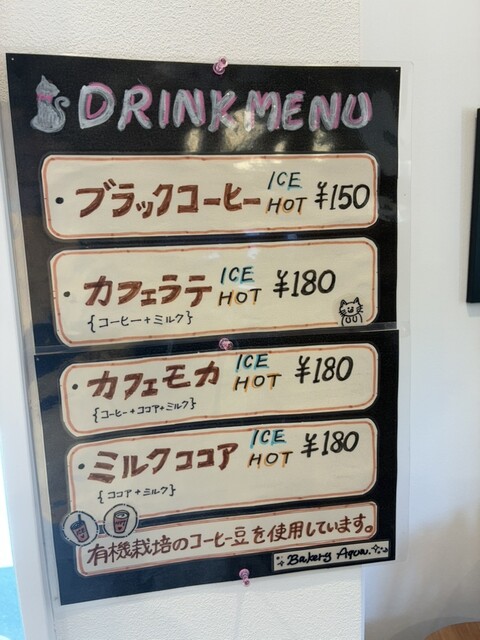 DRINK MENU
・ブラックコーヒー ICE HOT ¥150
・カフェラテ ICE HOT ¥180
{コーヒー+ミルク}
・カフェモカ ICE HOT ¥180
{コーヒー+ココア+ミルク}
・ミルクココア ICE HOT ¥180
{ココア+ミルク}
有機栽培のコーヒー豆を使用しています。
Bakery Aquu.